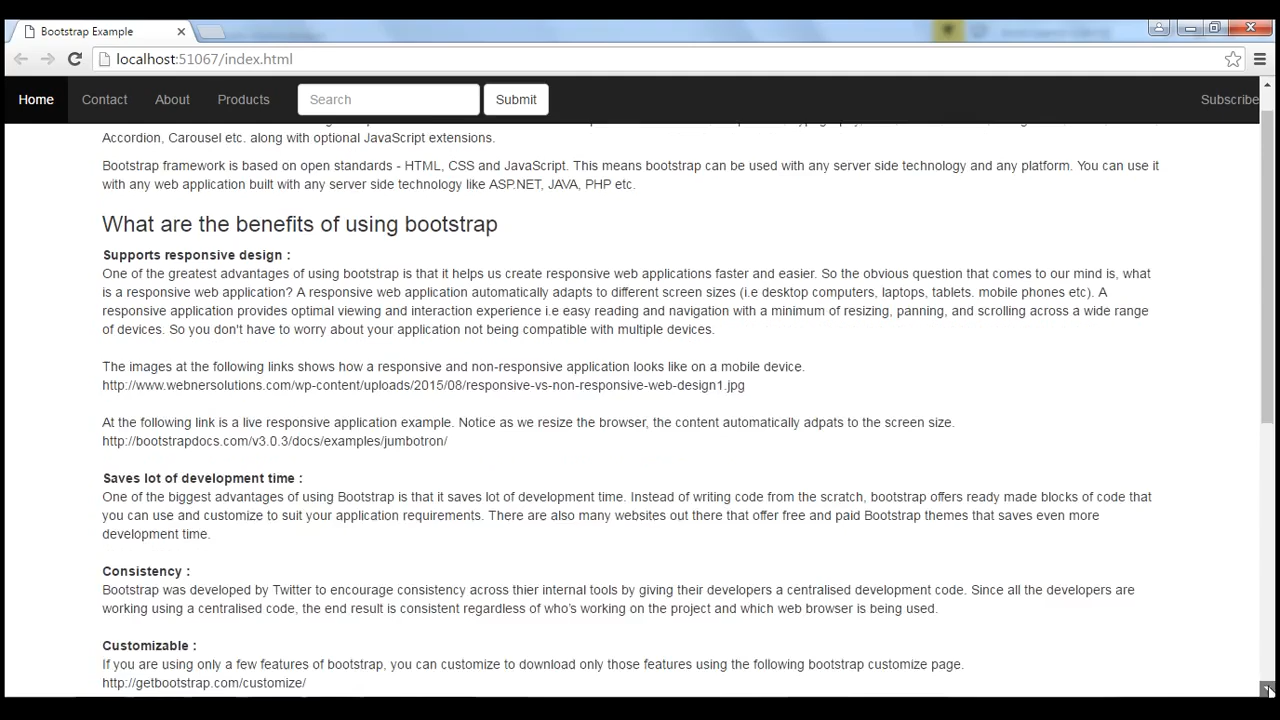 Bootstrap Example
localhost:51067/index.html
Home Contact About Products Search Submit Subscribe
Accordion, Carousel etc. along with optional JavaScript extensions.
Bootstrap framework is based on open standards - HTML, CSS and JavaScript. This means bootstrap can be used with any server side technology and any platform. You can use it
with any web application built with any server side technology like ASP.NET, JAVA, PHP etc.
What are the benefits of using bootstrap
Supports responsive design :
One of the greatest advantages of using bootstrap is that it helps us create responsive web applications faster and easier. So the obvious question that comes to our mind is, what
is a responsive web application? A responsive web application automatically adapts to different screen sizes (i.e desktop computers, laptops, tablets. mobile phones etc). A
responsive application provides optimal viewing and interaction experience i.e easy reading and navigation with a minimum of resizing, panning, and scrolling across a wide range
of devices. So you don't have to worry about your application not being compatible with multiple devices.
The images at the following links shows how a responsive and non-responsive application looks like on a mobile device.
http://www.webnersolutions.com/wp-content/uploads/2015/08/responsive-vs-non-responsive-web-design1.jpg
At the following link is a live responsive application example. Notice as we resize the browser, the content automatically adpats to the screen size.
http://bootstrapdocs.com/v3.0.3/docs/examples/jumbotron/
Saves lot of development time :
One of the biggest advantages of using Bootstrap is that it saves lot of development time. Instead of writing code from the scratch, bootstrap offers ready made blocks of code that
you can use and customize to suit your application requirements. There are also many websites out there that offer free and paid Bootstrap themes that saves even more
development time.
Consistency :
Bootstrap was developed by Twitter to encourage consistency across thier internal tools by giving their developers a centralised development code. Since all the developers are
working using a centralised code, the end result is consistent regardless of who's working on the project and which web browser is being used.
Customizable :
If you are using only a few features of bootstrap, you can customize to download only those features using the following bootstrap customize page.
http://getbootstrap.com/customize/